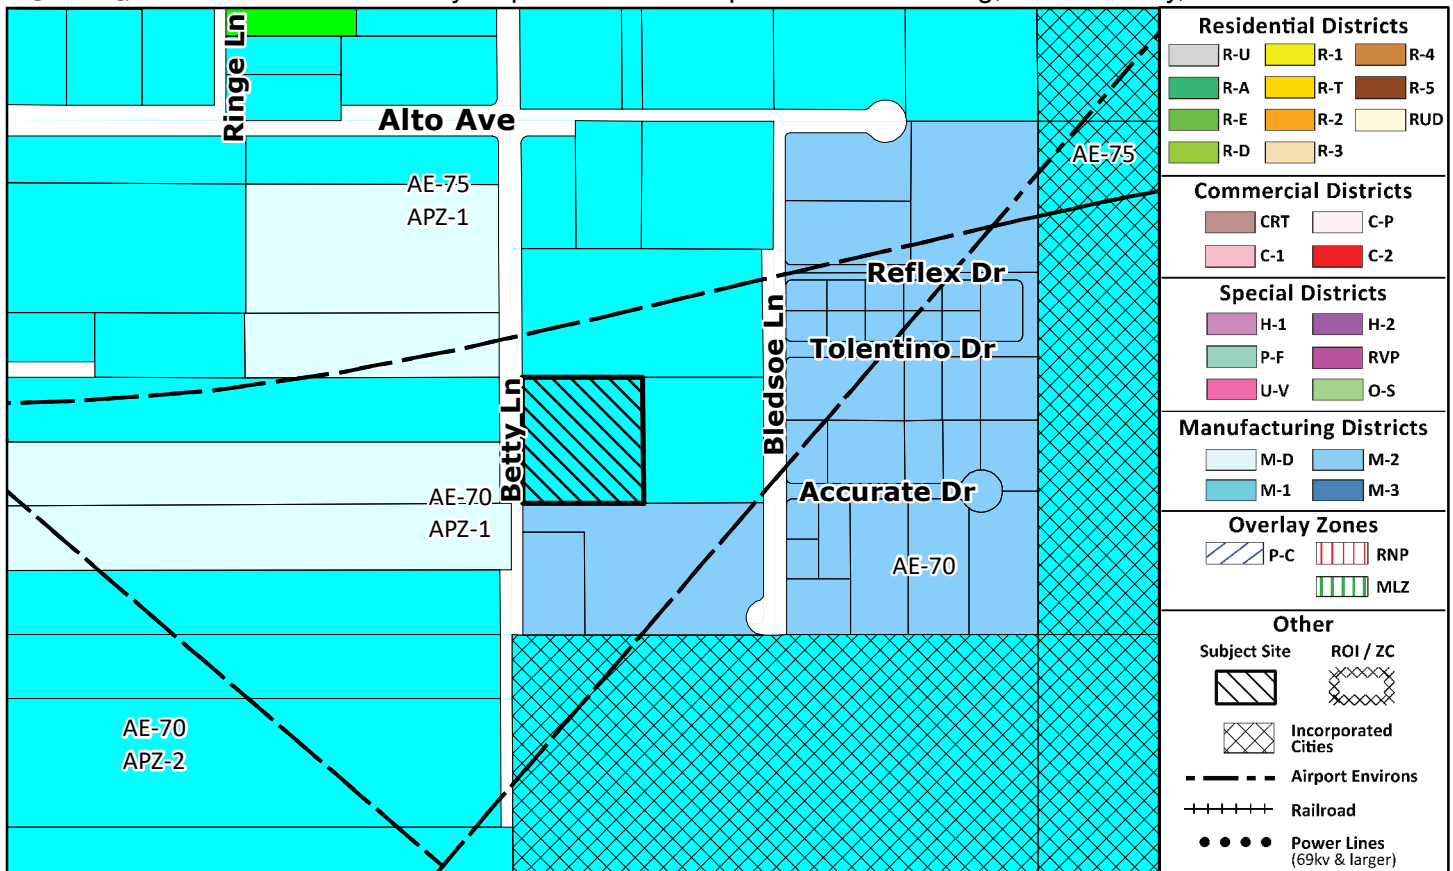 Ringe Ln
Alto Ave
AE-75
APZ-1
AE-75
Reflex Dr
Tolentino Dr
Bledsoe Ln
Betty Ln
Accurate Dr
AE-70
APZ-1
AE-70
AE-70
APZ-2
Residential Districts
R-U R-1 R-4
R-A R-T R-5
R-E R-2 RUD
R-D R-3
Commercial Districts
CRT C-P
C-1 C-2
Special Districts
H-1 H-2
P-F RVP
U-V O-S
Manufacturing Districts
M-D M-2
M-1 M-3
Overlay Zones
P-C RNP
MLZ
Other
Subject Site ROI / ZC
Incorporated
Cities
Airport Environs
Railroad
Power Lines
(69kv & larger)